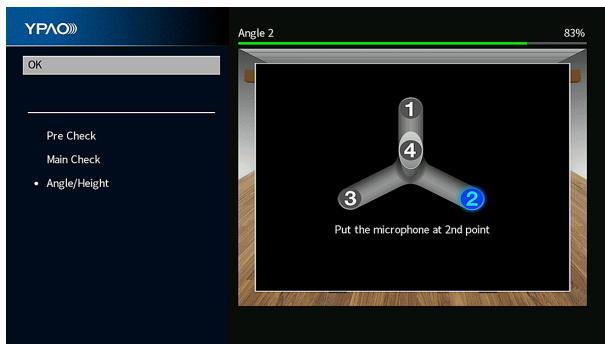 YPAO
Angle 2
83%
OK
Pre Check
Main Check
• Angle/Height
1
4
3
2
Put the microphone at 2nd point